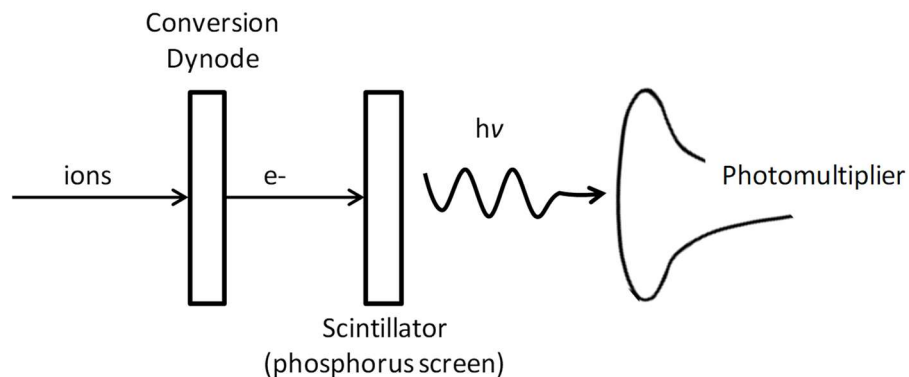 Conversion
Dynode
ions
e-
hv
Photomultiplier
Scintillator
(phosphorus screen)